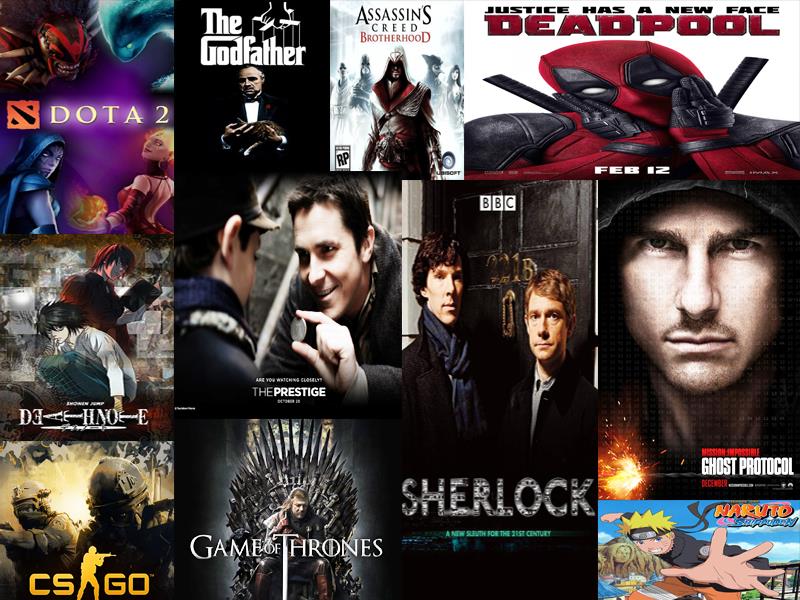 DOTA 2
The
Godfather
ASSASSIN'S
CREED
BROTHERHOOD
RP
UBISOFT
JUSTICE HAS A NEW FACE
DEADPOOL
FEB 12
IMAX
SHONEN JUMP
DEATHNOTE
ARE YOU WATCHING CLOSELY?
THE PRESTIGE
OCTOBER 20
BBC
221B
SHERLOCK
A NEW SLEUTH FOR THE 21ST CENTURY
MISSION: IMPOSSIBLE
GHOST PROTOCOL
DECEMBER
CS GO
GAME OF THRONES
NARUTO
Shippuden